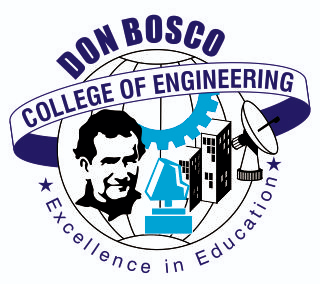 DON BOSCO
COLLEGE OF ENGINEERING
Excellence in Education